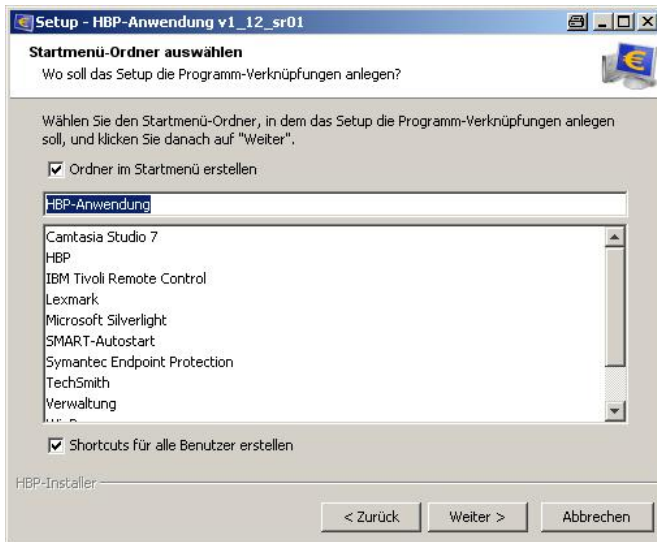 Setup - HBP-Anwendung v1_12_sr01
Startmenü-Ordner auswählen
Wo soll das Setup die Programm-Verknüpfungen anlegen?
Wählen Sie den Startmenü-Ordner, in dem das Setup die Programm-Verknüpfungen anlegen
soll, und klicken Sie danach auf "Weiter".
Ordner im Startmenü erstellen
HBP-Anwendung
Camtasia Studio 7
HBP
IBM Tivoli Remote Control
Lexmark
Microsoft Silverlight
SMART-Autostart
Symantec Endpoint Protection
TechSmith
Verwaltung
Shortcuts für alle Benutzer erstellen
HBP-Installer
< Zurück
Weiter >
Abbrechen